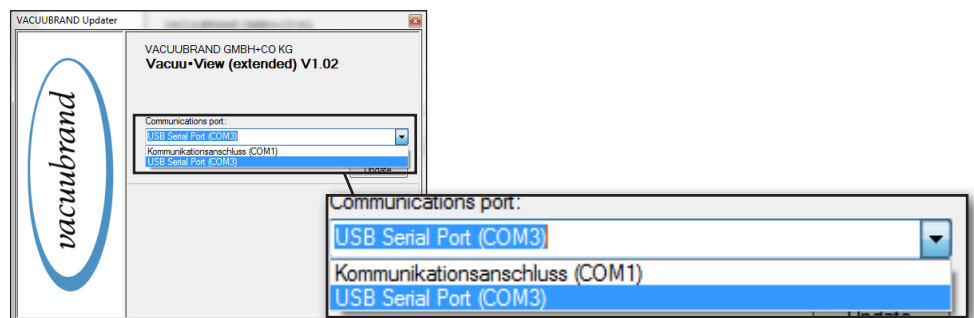 VACUUBRAND Updater
vacuubrand
VACUUBRAND GMBH+CO KG
Vacuu•View (extended) V1.02
Communications port:
USB Serial Port (COM3)
Kommunikationsanschluss (COM1)
USB Serial Port (COM3)
Update
Communications port:
USB Serial Port (COM3)
Kommunikationsanschluss (COM1)
USB Serial Port (COM3)
Update